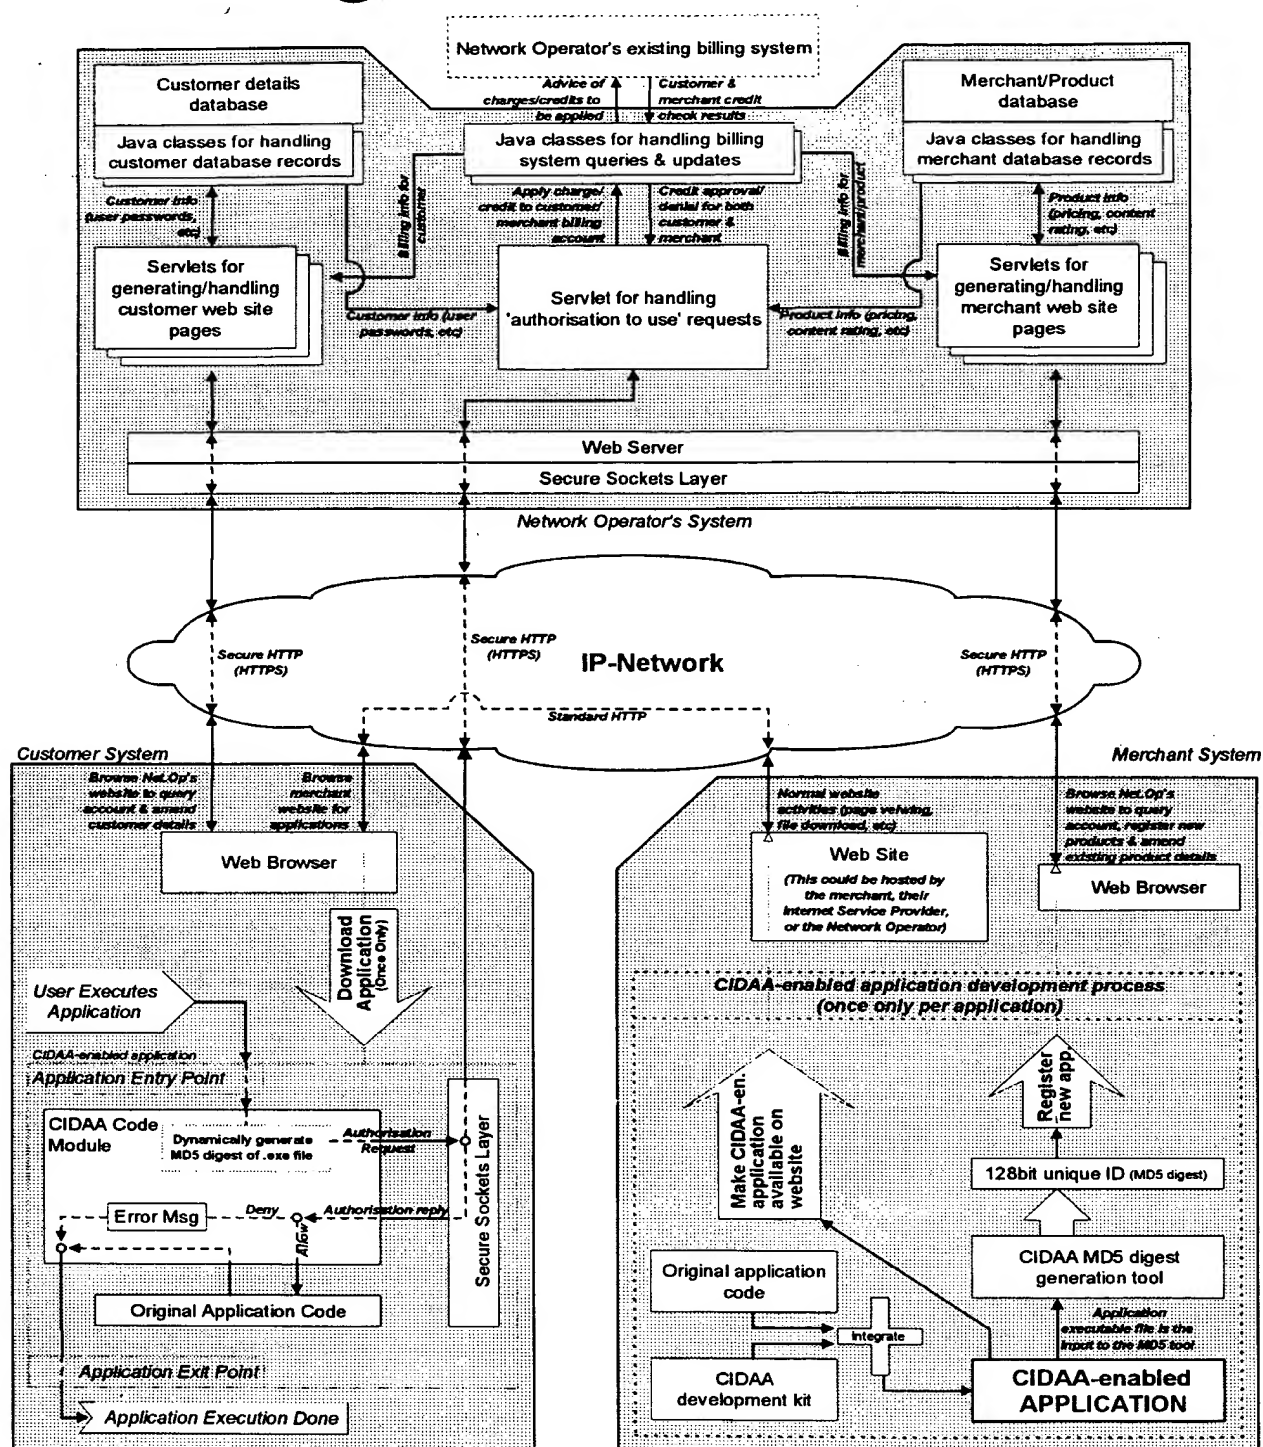 Network Operator's existing billing system
Customer details
database
Java classes for handling
customer database records
Advice of
charges/credits to
be applied
Customer &
merchant credit
check results
Java classes for handling billing
system queries & updates
Merchant/Product
database
Java classes for handling
merchant database records
Customer info
(user passwords,
etc)
Billing info for
customer
Apply charge/
credit to customer/
merchant billing
account
Credit approval/
denial for both
customer &
merchant
Billing info for
merchant/product
Product info
(pricing, content
rating, etc)
Servlets for
generating/handling
customer web site
pages
Servlet for handling
'authorisation to use' requests
Servlets for
generating/handling
merchant web site
pages
Customer info (user
passwords, etc)
Product info (pricing,
content rating, etc)
Web Server
Secure Sockets Layer
Network Operator's System
Secure HTTP
(HTTPS)
Secure HTTP
(HTTPS)
IP-Network
Secure HTTP
(HTTPS)
Standard HTTP
Customer System
Merchant System
Browse Net.Op's
website to query
account & amend
customer details
Browse
merchant
website for
applications
Web Browser
Normal website
activities (page veiwing,
file download, etc)
Browse Net.Op's
website to query
account, register new
products & amend
existing product details
Web Site
(This could be hosted by
the merchant, their
Internet Service Provider,
or the Network Operator)
Web Browser
Download
Application
(Once Only)
User Executes
Application
CIDAA-enabled application
Application Entry Point
CIDAA Code
Module
Dynamically generate
MD5 digest of .exe file
Authorisation
Request
Error Msg
Deny
Allow
Authorisation reply
Secure Sockets Layer
Original Application Code
Application Exit Point
Application Execution Done
CIDAA-enabled application development process
(once only per application)
Make CIDAA-en.
application
available on
website
Register
new app.
128bit unique ID (MD5 digest)
CIDAA MD5 digest
generation tool
Original application
code
Integrate
Application
executable file is the
input to the MD5 tool
CIDAA
development kit
CIDAA-enabled
APPLICATION